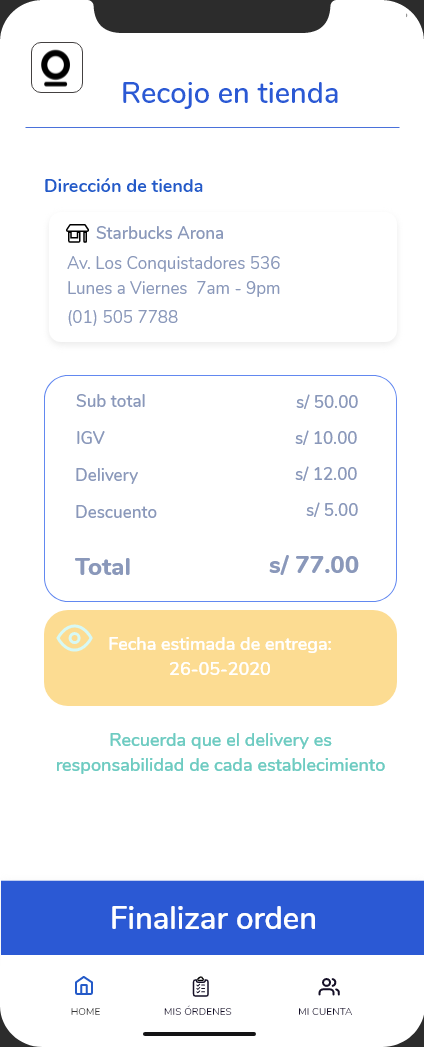 Recojo en tienda
Dirección de tienda
Starbucks Arona
Av. Los Conquistadores 536
Lunes a Viernes 7am - 9pm
(01) 505 7788
Sub total s/ 50.00
IGV s/ 10.00
Delivery s/ 12.00
Descuento s/ 5.00
Total s/ 77.00
Fecha estimada de entrega:
26-05-2020
Recuerda que el delivery es
responsabilidad de cada establecimiento
Finalizar orden
HOME MIS ÓRDENES MI CUENTA